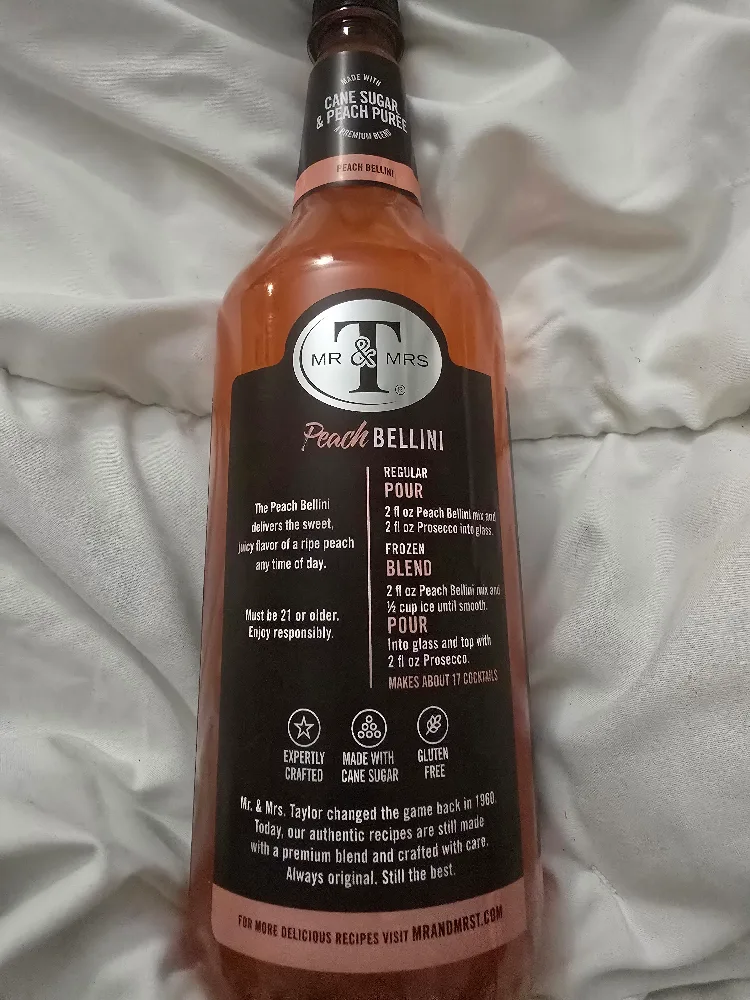 MADE WITH
CANE SUGAR
& PEACH PURÉE
A PREMIUM BLEND
PEACH BELLINI
MR & MRS
T
®
Peach BELLINI
The Peach Bellini
delivers the sweet,
juicy flavor of a ripe peach
any time of day.
Must be 21 or older.
Enjoy responsibly.
REGULAR
POUR
2 fl oz Peach Bellini mix and
2 fl oz Prosecco into glass.
FROZEN
BLEND
2 fl oz Peach Bellini mix and
½ cup ice until smooth.
POUR
Into glass and top with
2 fl oz Prosecco.
MAKES ABOUT 17 COCKTAILS
EXPERTLY
CRAFTED
MADE WITH
CANE SUGAR
GLUTEN
FREE
Mr. & Mrs. Taylor changed the game back in 1960.
Today, our authentic recipes are still made
with a premium blend and crafted with care.
Always original. Still the best.
FOR MORE DELICIOUS RECIPES VISIT MRANDMRST.COM